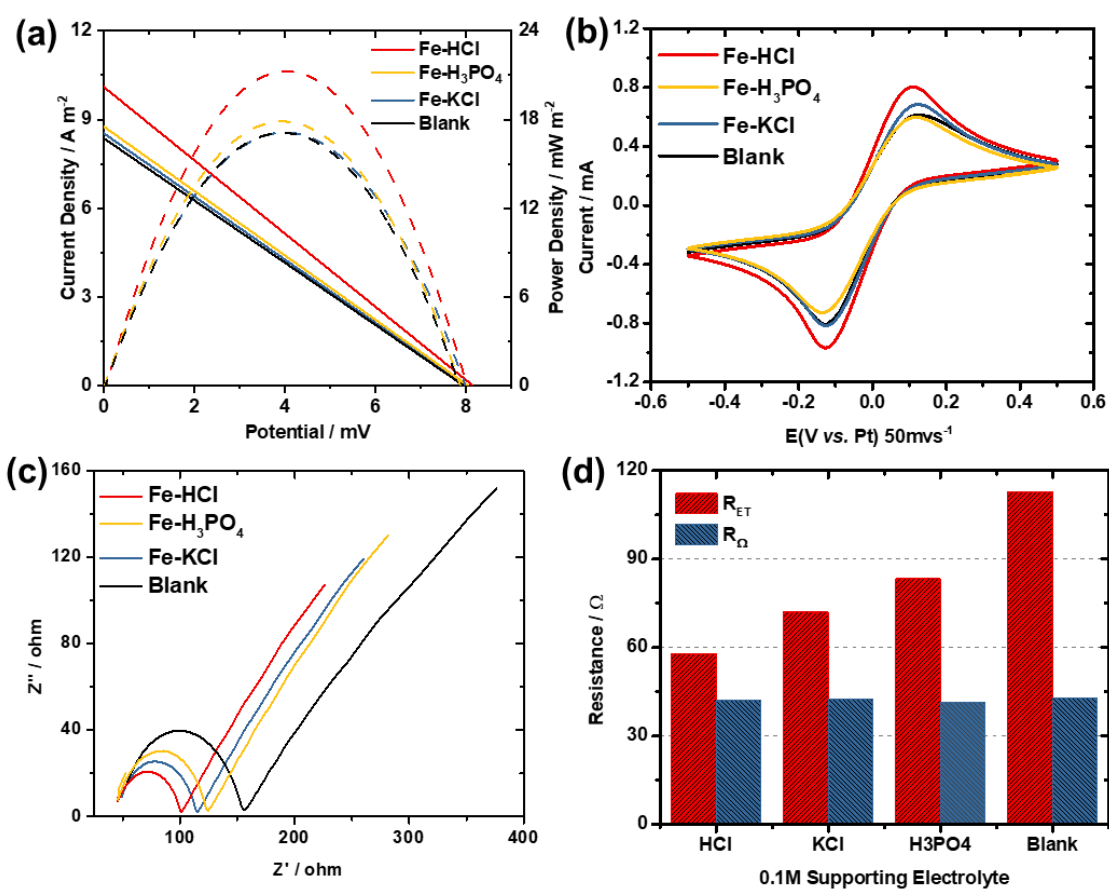 (a)
12
9
6
3
0
24
18
12
6
0
0
2
4
6
8
Current Density / A m⁻²
Power Density / mW m⁻²
Potential / mV
Fe-HCl
Fe-H₃PO₄
Fe-KCl
Blank
(b)
1.2
0.8
0.4
0.0
-0.4
-0.8
-1.2
-0.6
-0.4
-0.2
0.0
0.2
0.4
0.6
Current / mA
E(V vs. Pt) 50mvs⁻¹
Fe-HCl
Fe-KCl
Fe-H₃PO₄
Blank
(c)
160
120
80
40
0
100
200
300
400
Z'' / ohm
Z' / ohm
Fe-HCl
Fe-H₃PO₄
Fe-KCl
Blank
(d)
120
90
60
30
0
Resistance / Ω
R_ET
R_Ω
HCl
KCl
H3PO4
Blank
0.1M Supporting Electrolyte